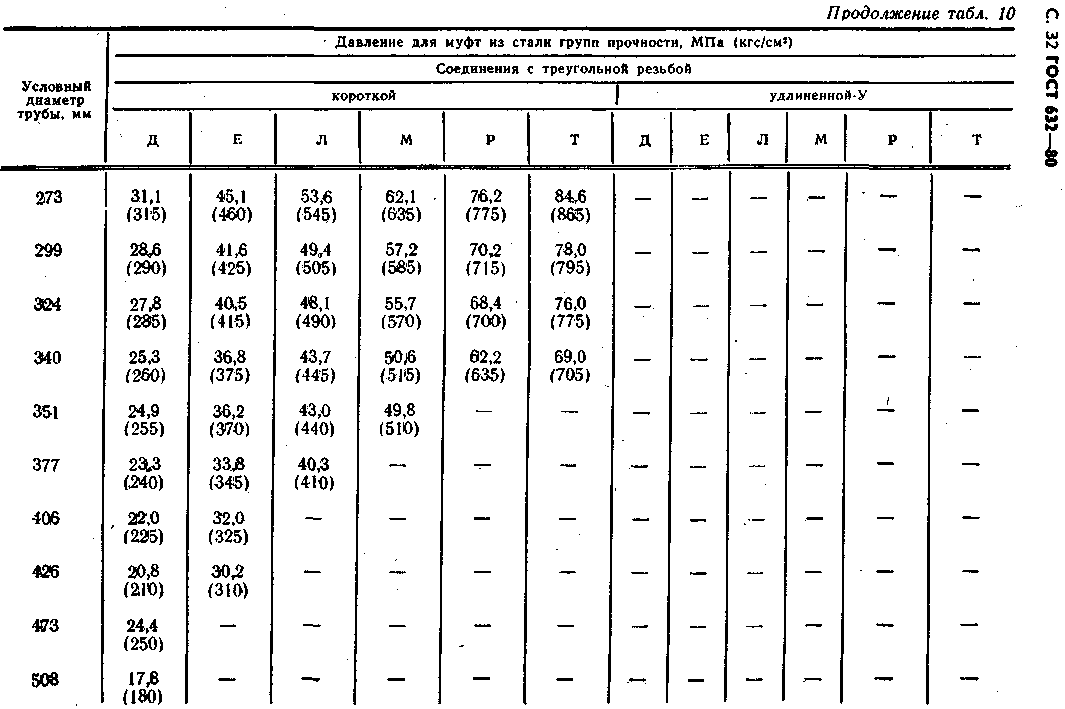 Продолжение табл. 10
С. 32 ГОСТ 632—80
Условный диаметр трубы, мм
Давление для муфт из стали групп прочности, МПа (кгс/см²)
Соединения с треугольной резьбой
короткой удлиненной-У
Д Е Л М Р Т Д Е Л М Р Т
273 31,1 45,1 53,6 62,1 76,2 84,6 — — — — — —
(315) (460) (545) (635) (775) (865)
299 28,6 41,6 49,4 57,2 70,2 78,0 — — — — — —
(290) (425) (505) (585) (715) (795)
324 27,8 40,5 48,1 55,7 68,4 76,0 — — — — — —
(285) (415) (490) (570) (700) (775)
340 25,3 36,8 43,7 50,6 62,2 69,0 — — — — — —
(260) (375) (445) (515) (635) (705)
351 24,9 36,2 43,0 49,8 — — — — — — — —
(255) (370) (440) (510)
377 23,3 33,8 40,3 — — — — — — — — —
(240) (345) (410)
406 22,0 32,0 — — — — — — — — — —
(225) (325)
426 20,8 30,2 — — — — — — — — — —
(210) (310)
473 24,4 — — — — — — — — — — —
(250)
508 17,8 — — — — — — — — — — —
(180)